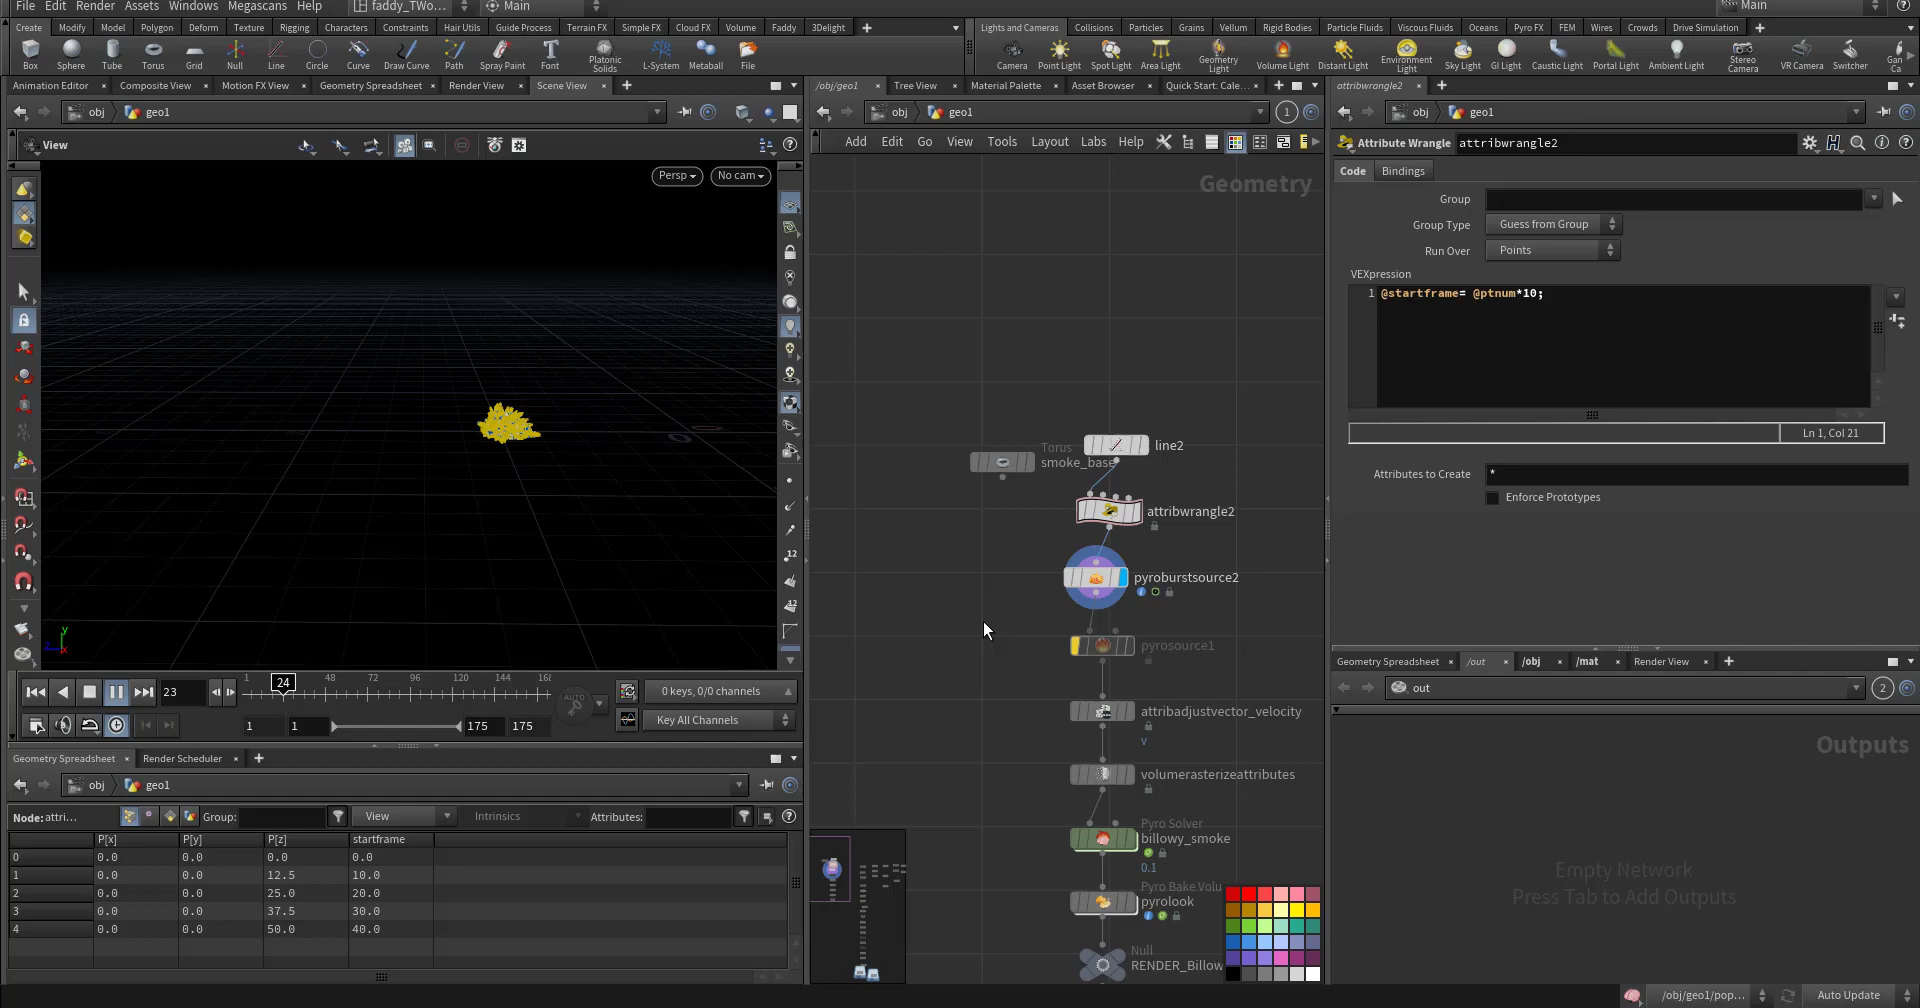 File Edit Render Assets Windows Megascans Help faddy_TWo... Main Main
Create Modify Model Polygon Deform Texture Rigging Characters Constraints Hair Utils Guide Process Terrain FX Simple FX Cloud FX Volume Faddy 3Delight
Lights and Cameras Collisions Particles Grains Vellum Rigid Bodies Particle Fluids Viscous Fluids Oceans Pyro FX FEM Wires Crowds Drive Simulation
Box Sphere Tube Torus Grid Null Line Circle Curve Draw Curve Path Spray Paint Font Platonic Solids L-System Metaball File
Camera Point Light Spot Light Area Light Geometry Light Volume Light Distant Light Environment Light Sky Light GI Light Caustic Light Portal Light Ambient Light Stereo Camera VR Camera Switcher Gan Ca
Animation Editor Composite View Motion FX View Geometry Spreadsheet Render View Scene View
obj geo1
View
Persp No cam
23
1 24 48 72 96 120 144 16
AUTO
0 keys, 0/0 channels
1 1 175 175
Key All Channels
Geometry Spreadsheet Render Scheduler
obj geo1
Node: attri... Group: View Intrinsics Attributes:
P[x] P[y] P[z] startframe
0 0.0 0.0 0.0 0.0
1 0.0 0.0 12.5 10.0
2 0.0 0.0 25.0 20.0
3 0.0 0.0 37.5 30.0
4 0.0 0.0 50.0 40.0
/obj/geo1 Tree View Material Palette Asset Browser Quick Start: Cale...
obj geo1 1
Add Edit Go View Tools Layout Labs Help
Geometry
line2
Torus
smoke_base
attribwrangle2
pyroburstsource2
pyrosource1
attribadjustvector_velocity
v
volumerasterizeattributes
Pyro Solver
billowy_smoke
0.1
Pyro Bake Volu
pyrolook
Null
RENDER_Billow
attribwrangle2
obj geo1
Attribute Wrangle attribwrangle2
Code Bindings
Group
Group Type Guess from Group
Run Over Points
VEXpression
1 @startframe= @ptnum*10;
Ln 1, Col 21
Attributes to Create *
Enforce Prototypes
Geometry Spreadsheet /out /obj /mat Render View
out 2
Outputs
Empty Network
Press Tab to Add Outputs
/obj/geo1/pop... Auto Update